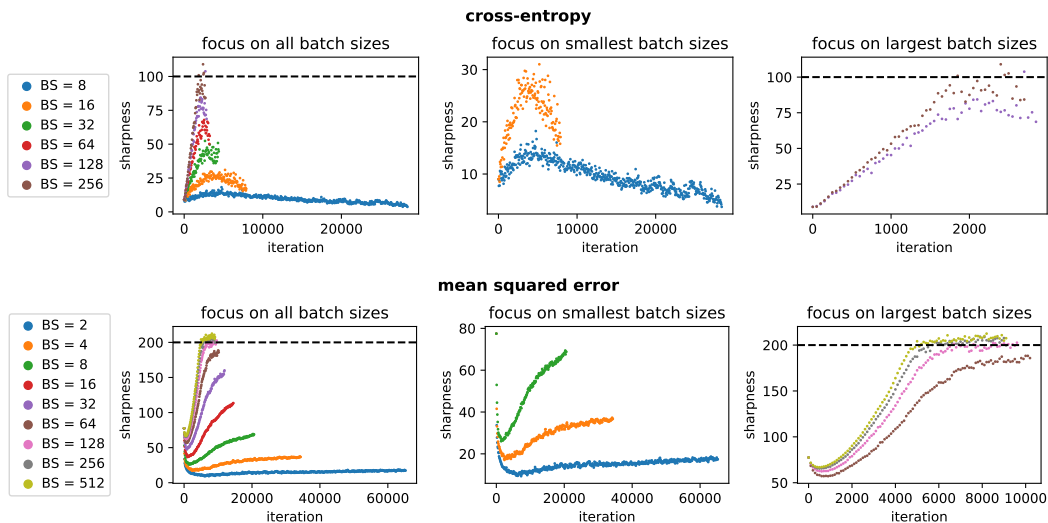 cross-entropy
focus on all batch sizes
focus on smallest batch sizes
focus on largest batch sizes
BS = 8
BS = 16
BS = 32
BS = 64
BS = 128
BS = 256
sharpness
100
75
50
25
0
0 10000 20000
iteration
sharpness
30
20
10
0 10000 20000
iteration
sharpness
100
75
50
25
0 1000 2000
iteration
mean squared error
focus on all batch sizes
focus on smallest batch sizes
focus on largest batch sizes
BS = 2
BS = 4
BS = 8
BS = 16
BS = 32
BS = 64
BS = 128
BS = 256
BS = 512
sharpness
200
150
100
50
0
0 20000 40000 60000
iteration
sharpness
80
60
40
20
0 20000 40000 60000
iteration
sharpness
200
150
100
50
0 2000 4000 6000 8000 10000
iteration